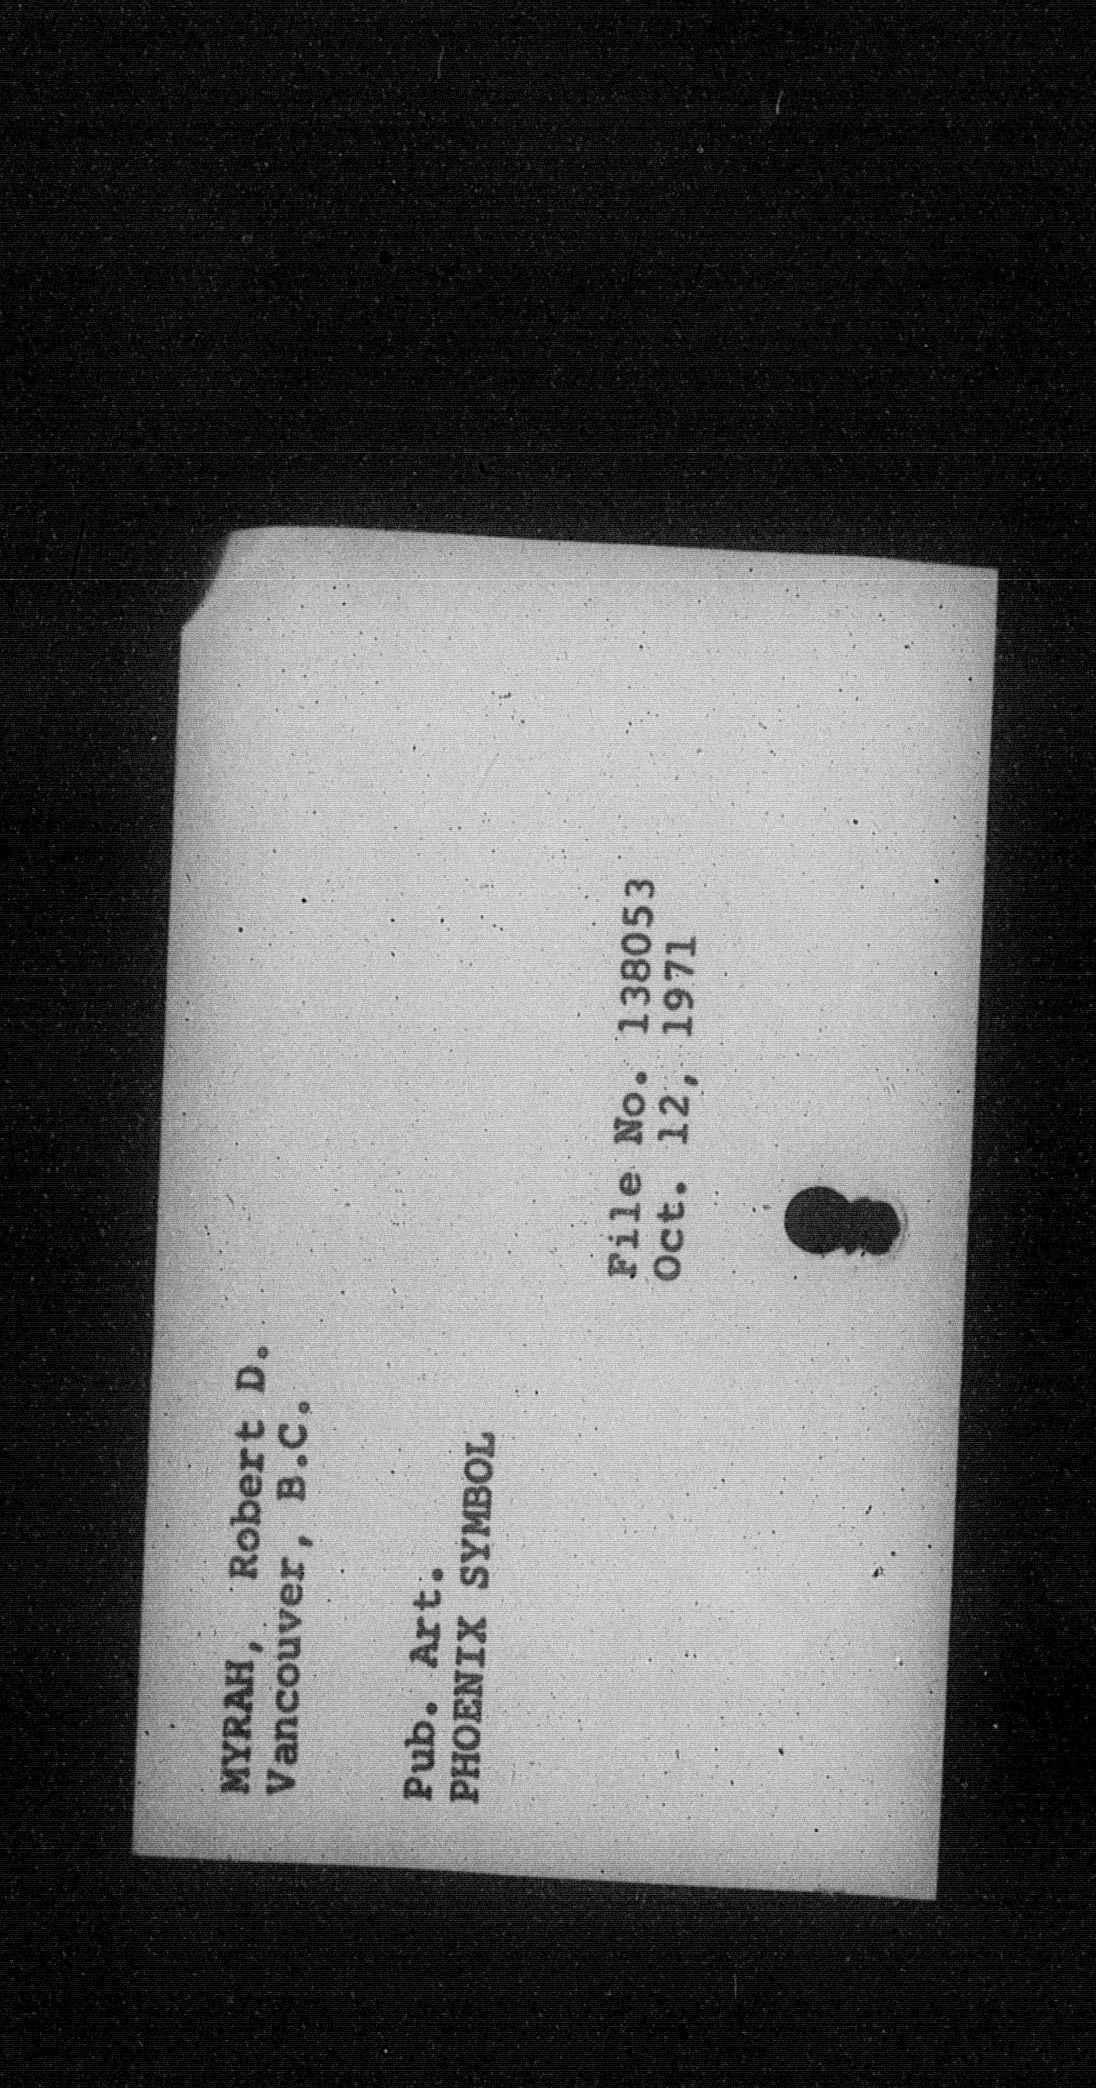 MYRAH, Robert D.
Vancouver, B.C.
Pub. Art.
PHOENIX SYMBOL
File No. 138053
Oct. 12, 1971